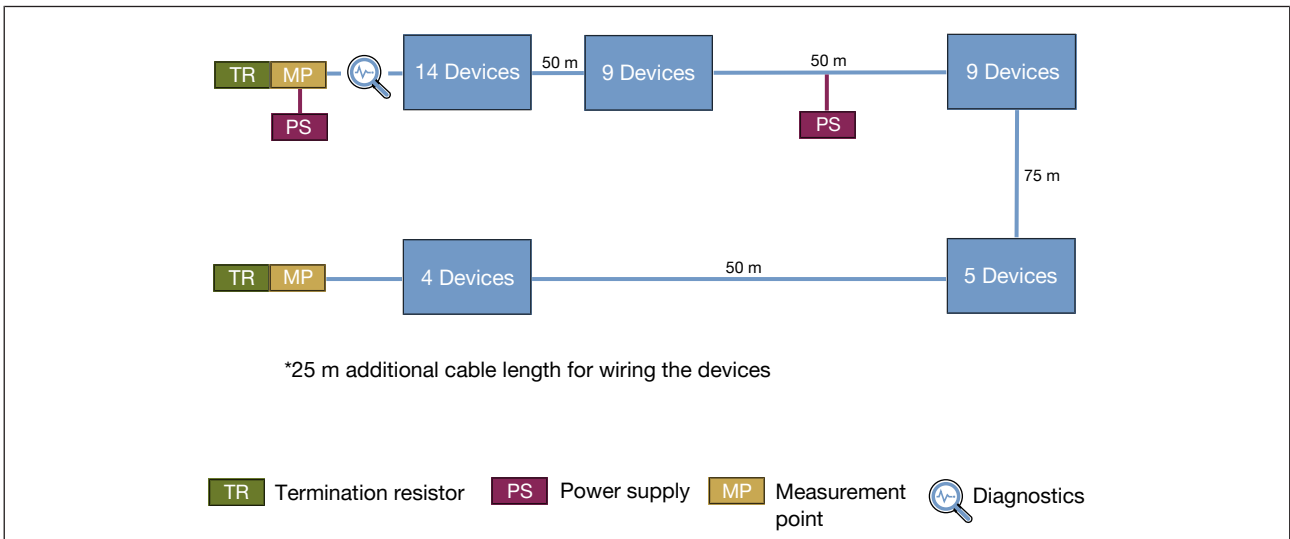 TR MP
14 Devices
50 m
9 Devices
50 m
9 Devices
PS
PS
75 m
TR MP
4 Devices
50 m
5 Devices
*25 m additional cable length for wiring the devices
TR Termination resistor
PS Power supply
MP Measurement
point
Diagnostics